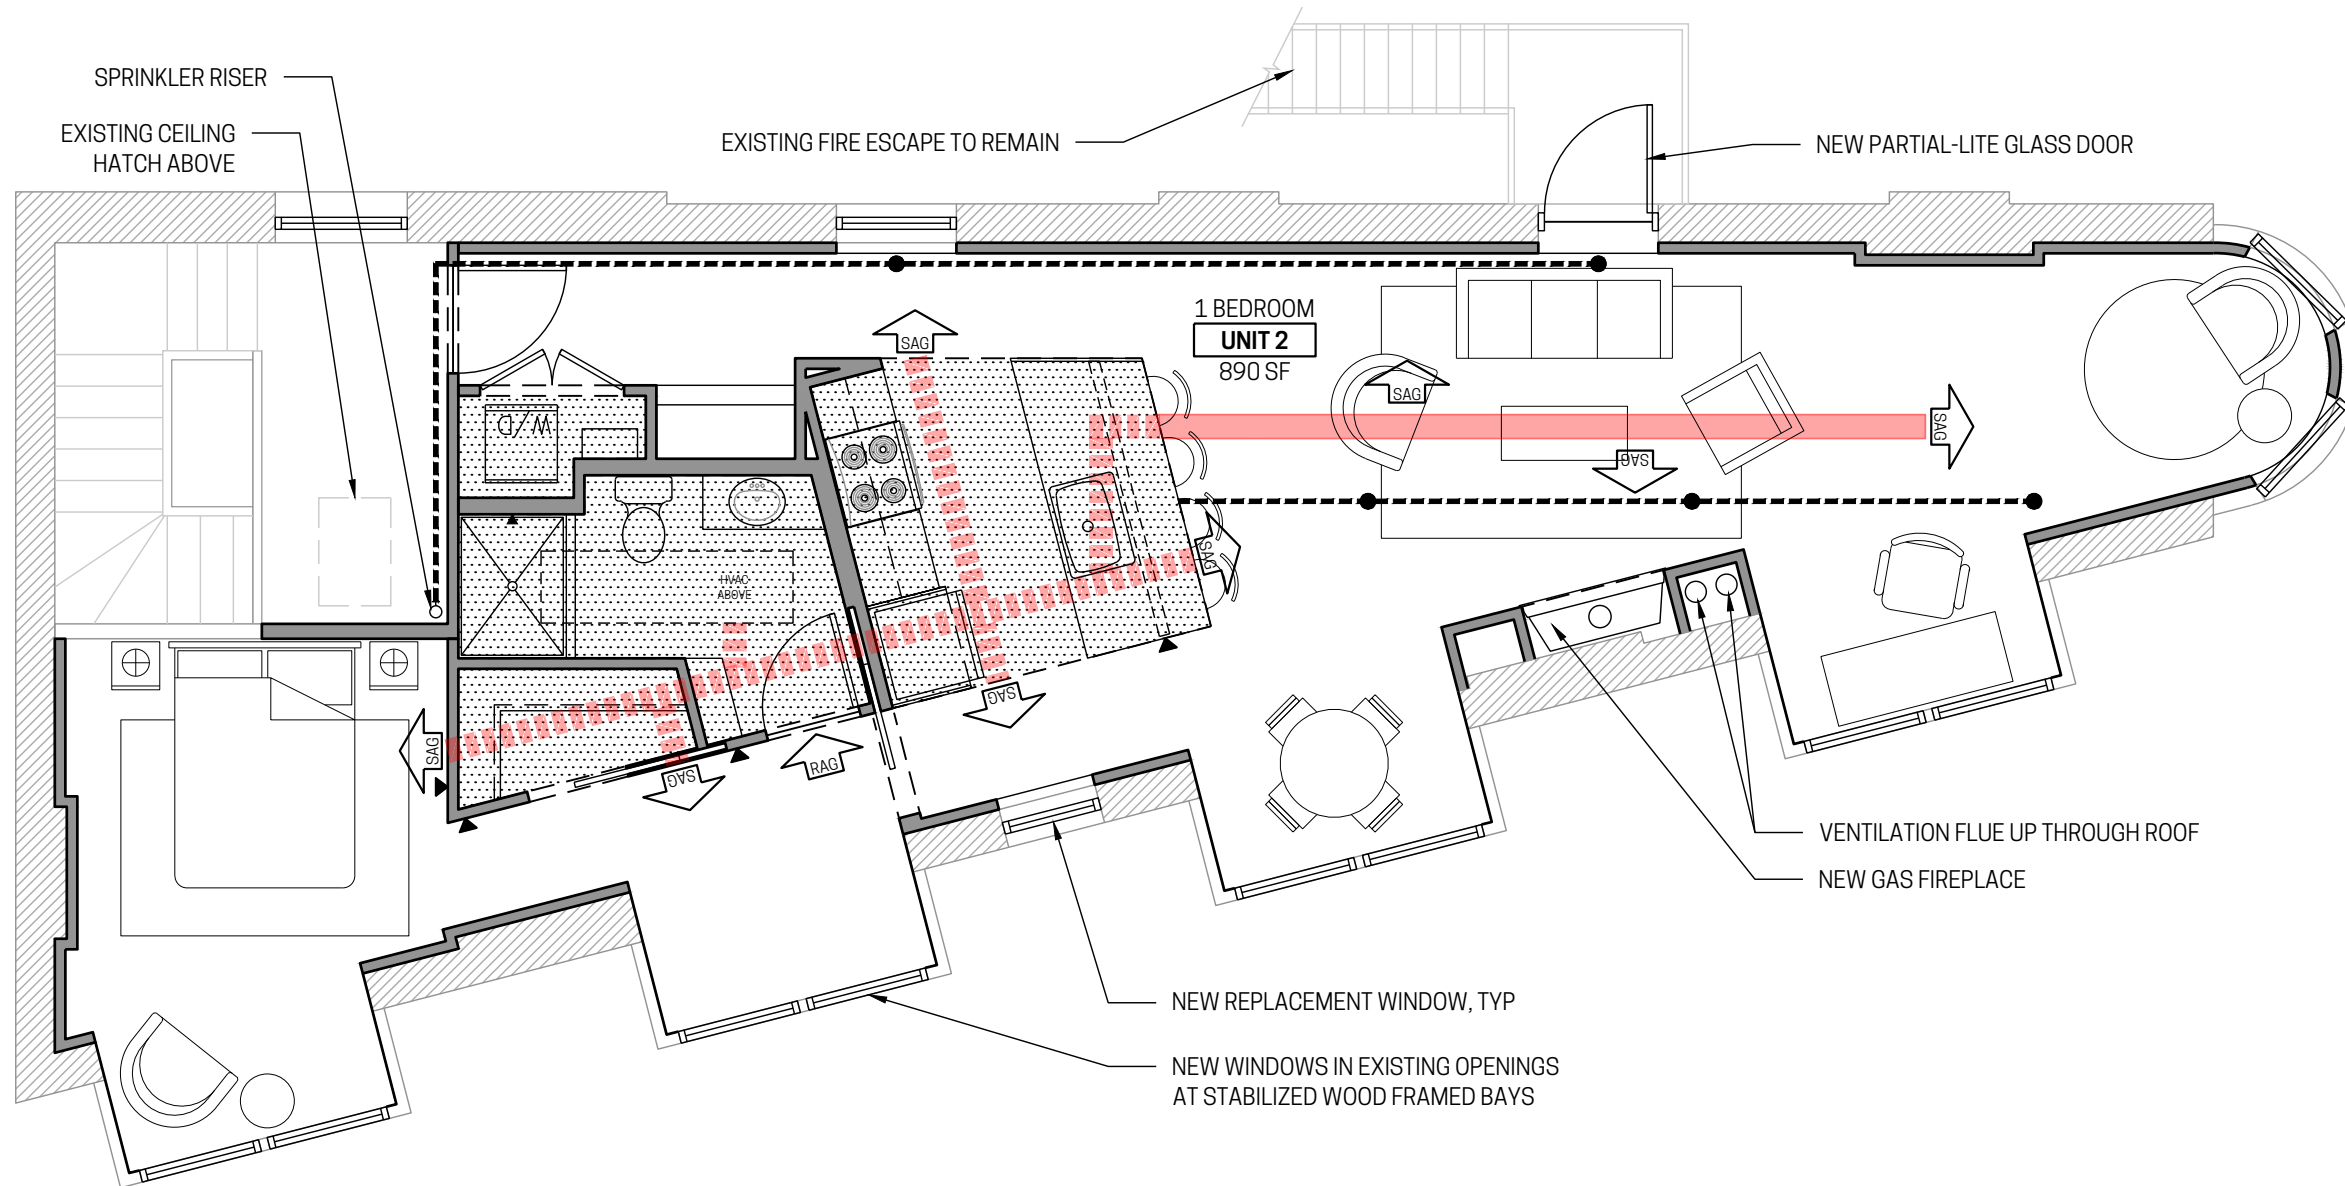 SPRINKLER RISER
EXISTING CEILING
HATCH ABOVE
EXISTING FIRE ESCAPE TO REMAIN
NEW PARTIAL-LITE GLASS DOOR
1 BEDROOM
UNIT 2
890 SF
SAG
SAG
SAG
SAG
W/D
SAG
HVAC
ABOVE
SAG
SAG
SAG
RAG
VENTILATION FLUE UP THROUGH ROOF
NEW GAS FIREPLACE
NEW REPLACEMENT WINDOW, TYP
NEW WINDOWS IN EXISTING OPENINGS
AT STABILIZED WOOD FRAMED BAYS